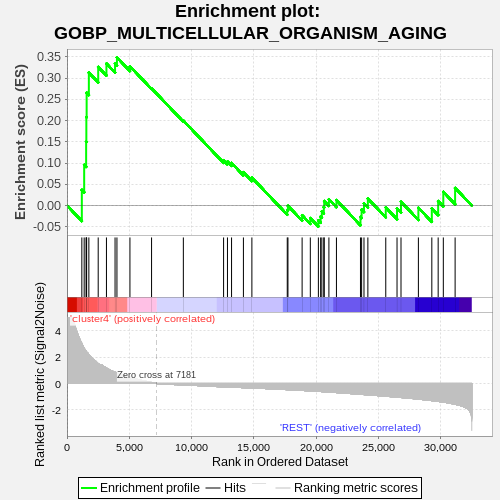 Enrichment plot:
GOBP_MULTICELLULAR_ORGANISM_AGING
Enrichment score (ES)
0.35
0.30
0.25
0.20
0.15
0.10
0.05
0.00
-0.05
'cluster4' (positively correlated)
Ranked list metric (Signal2Noise)
4
2
0
-2
Zero cross at 7181
'REST' (negatively correlated)
0
5,000
10,000
15,000
20,000
25,000
30,000
Rank in Ordered Dataset
Enrichment profile
Hits
Ranking metric scores